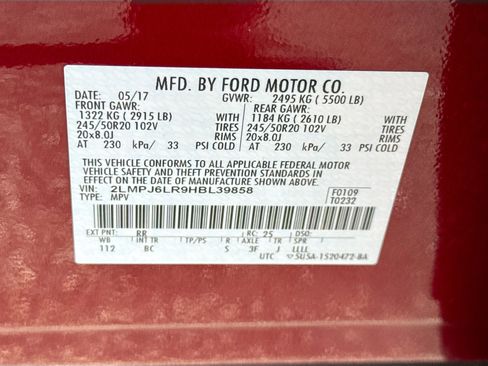 MFD. BY FORD MOTOR CO.
DATE: 05/17 GVWR: 2495 KG ( 5500 LB)
FRONT GAWR: REAR GAWR:
1322 KG ( 2915 LB) WITH 1184 KG ( 2610 LB) WITH
245/50R20 102V TIRES 245/50R20 102V TIRES
20x8.0J RIMS 20x8.0J RIMS
AT 230 kPa/ 33 PSI COLD AT 230 kPa/ 33 PSI COLD
THIS VEHICLE CONFORMS TO ALL APPLICABLE FEDERAL MOTOR
VEHICLE SAFETY AND THEFT PREVENTION STANDARDS IN EFFECT ON THE DATE OF MANUFACTURE SHOWN ABOVE.
VIN: 2LMPJ6LR9HBL39858 F0109
TYPE: MPV T0232
EXT PNT: RR RC: 25 DSO:
WB INT TR TP/PS R AXLE TR SPR
112 BC S 3F J LLLL
UTC 5U5A-1520472-BA